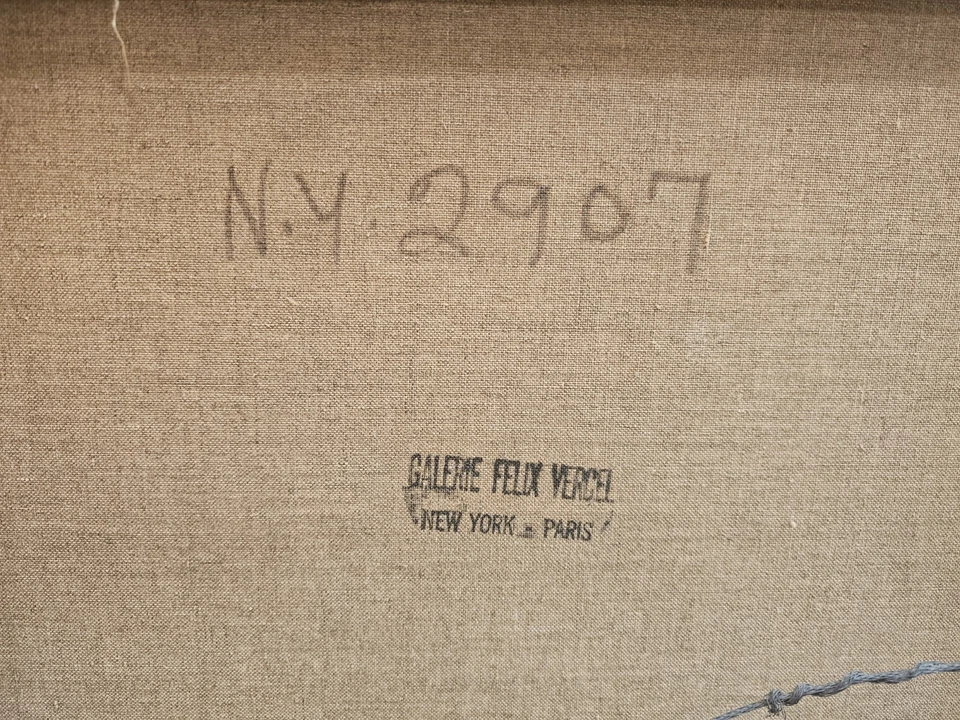 N.Y. 2907
GALERIE FELIX VERCEL
NEW YORK - PARIS